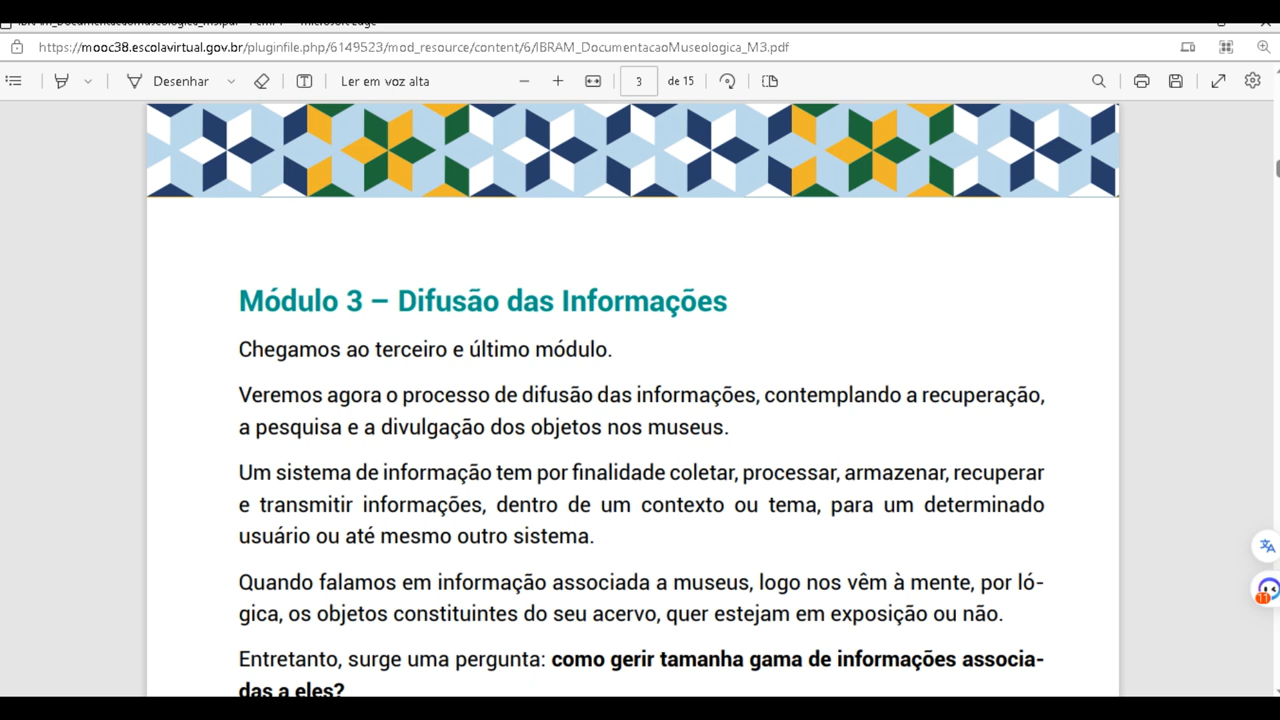 https://mooc38.escolavirtual.gov.br/pluginfile.php/6149523/mod_resource/content/6/IBRAM_DocumentacaoMuseologica_M3.pdf
Desenhar Ler em voz alta 3 de 15
Módulo 3 – Difusão das Informações
Chegamos ao terceiro e último módulo.
Veremos agora o processo de difusão das informações, contemplando a recuperação,
a pesquisa e a divulgação dos objetos nos museus.
Um sistema de informação tem por finalidade coletar, processar, armazenar, recuperar
e transmitir informações, dentro de um contexto ou tema, para um determinado
usuário ou até mesmo outro sistema.
Quando falamos em informação associada a museus, logo nos vêm à mente, por ló-
gica, os objetos constituintes do seu acervo, quer estejam em exposição ou não.
Entretanto, surge uma pergunta: como gerir tamanha gama de informações associa-
das a eles?
11